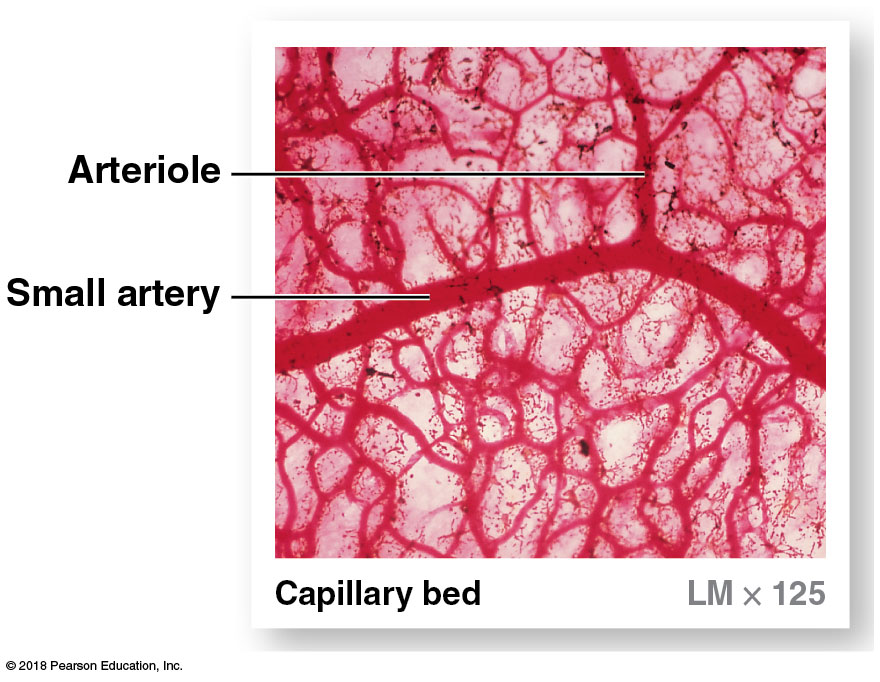 Arteriole
Small artery
Capillary bed
LM × 125
© 2018 Pearson Education, Inc.